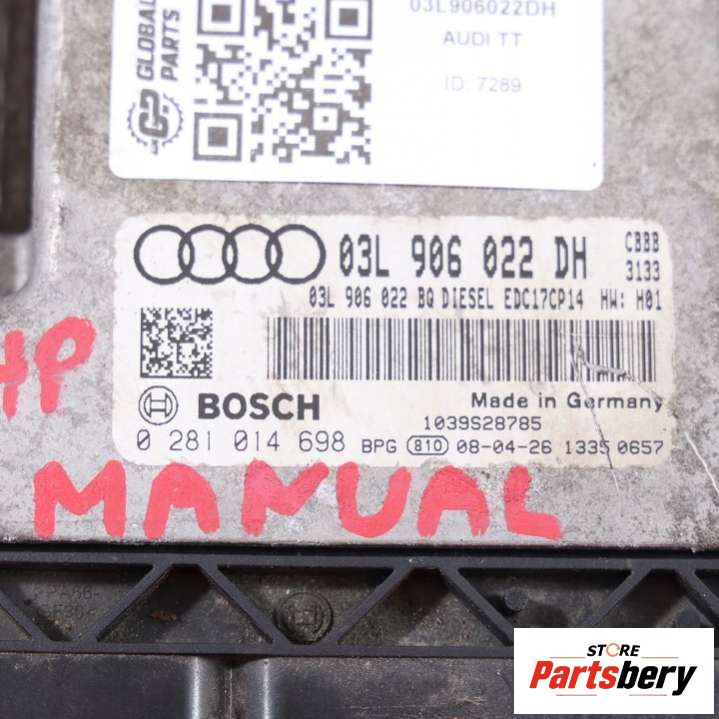 GLOBAL
PARTS
GP
03L906022DH
AUDI TT
ID: 7289
03L 906 022 DH
CBBB
3133
03L 906 022 BQ DIESEL EDC17CP14 HW: H01
HP
BOSCH
Made in Germany
1039S28785
0 281 014 698 BPG 810 08-04-26 1335 0657
MANUAL
STORE
Partsbery